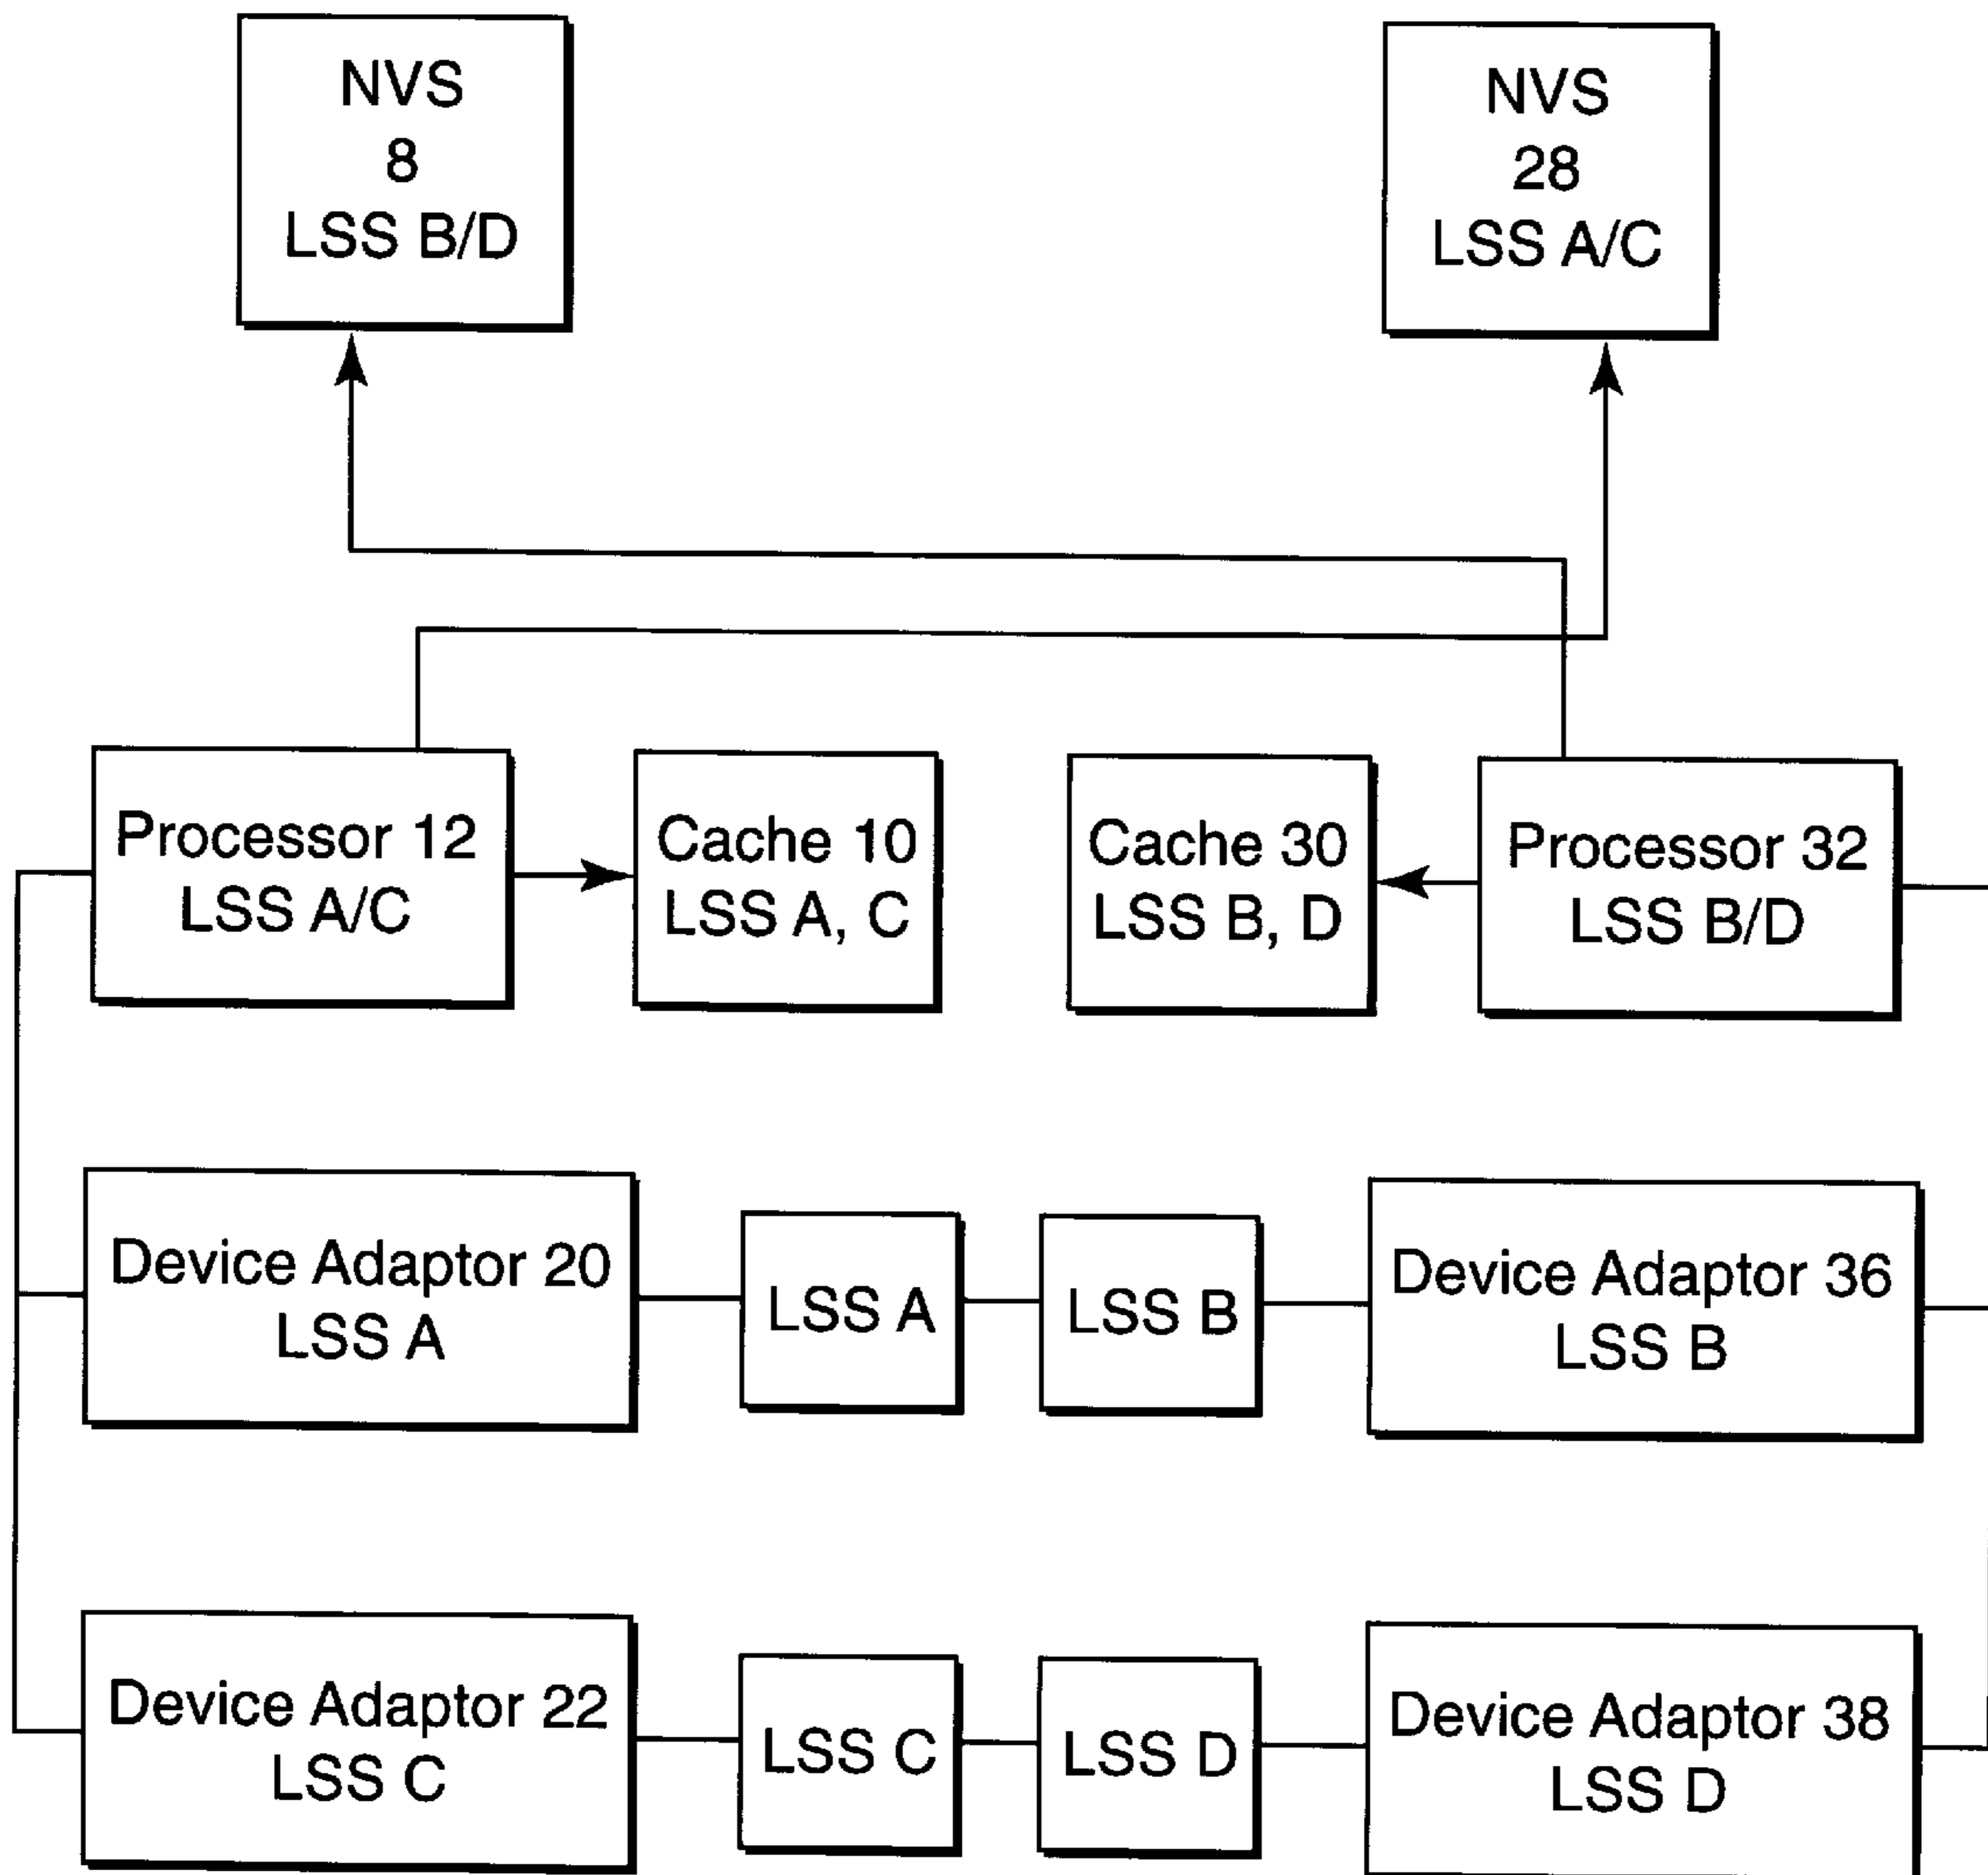 NVS
8
LSS B/D
NVS
28
LSS A/C
Processor 12
LSS A/C
Cache 10
LSS A, C
Cache 30
LSS B, D
Processor 32
LSS B/D
Device Adaptor 20
LSS A
LSS A
LSS B
Device Adaptor 36
LSS B
Device Adaptor 22
LSS C
LSS C
LSS D
Device Adaptor 38
LSS D